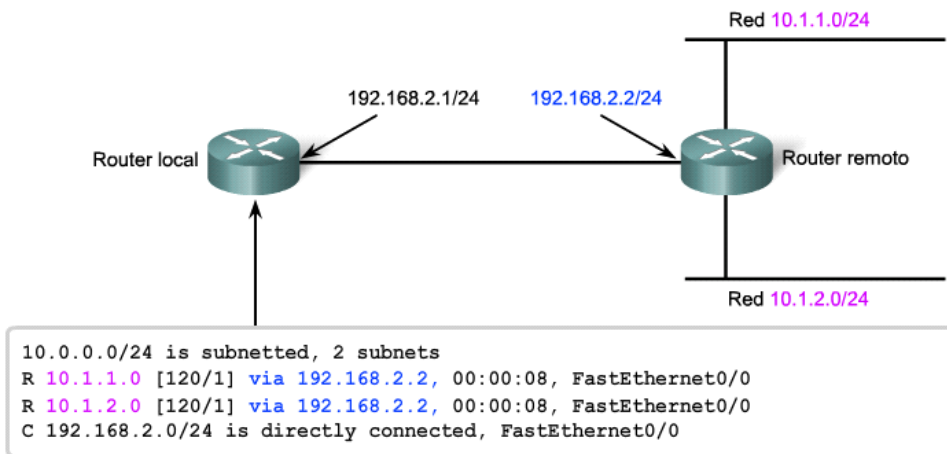 Red 10.1.1.0/24
192.168.2.1/24
192.168.2.2/24
Router local
Router remoto
Red 10.1.2.0/24
10.0.0.0/24 is subnetted, 2 subnets
R 10.1.1.0 [120/1] via 192.168.2.2, 00:00:08, FastEthernet0/0
R 10.1.2.0 [120/1] via 192.168.2.2, 00:00:08, FastEthernet0/0
C 192.168.2.0/24 is directly connected, FastEthernet0/0